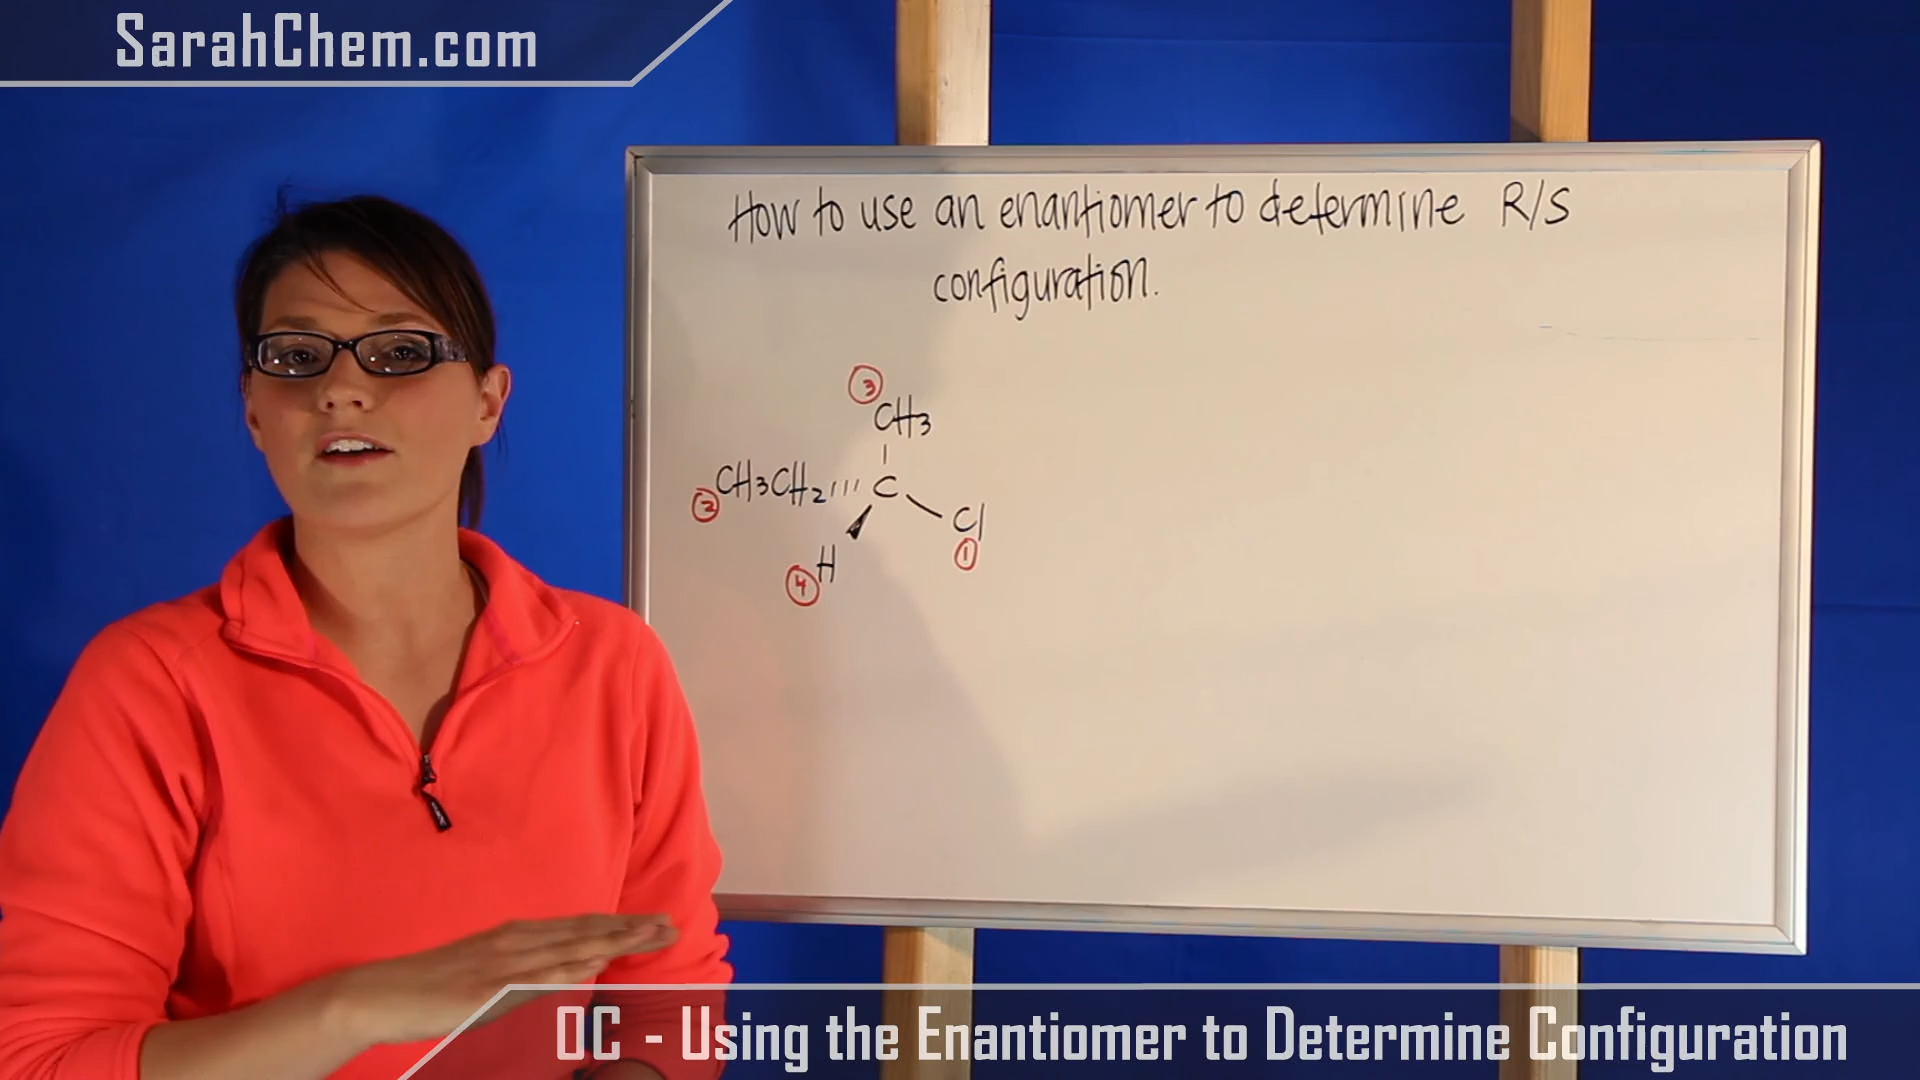 SarahChem.com
How to use an enantiomer to determine R/S
configuration.
3
CH3
CH3CH2 C
2
Cl
1
H
4
OC - Using the Enantiomer to Determine Configuration